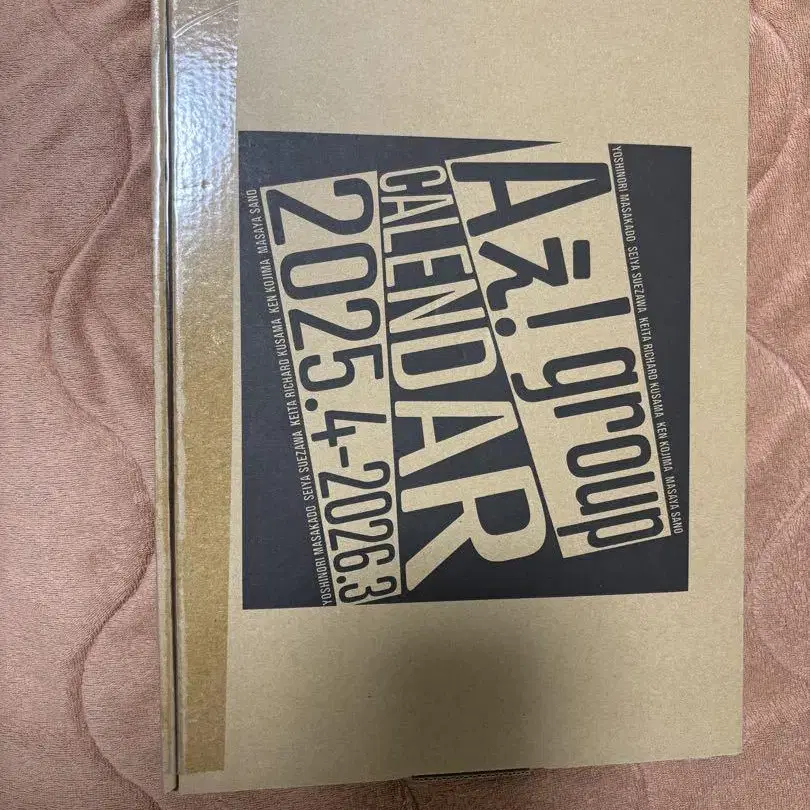 YOSHINORI MASAKADO SEIYA SUEZAWA KEITA RICHARD KUSAMA KEN KOJIMA MASAYA SANO
Aぇ! group
CALENDAR
2025.4-2026.3
YOSHINORI MASAKADO SEIYA SUEZAWA KEITA RICHARD KUSAMA KEN KOJIMA MASAYA SANO